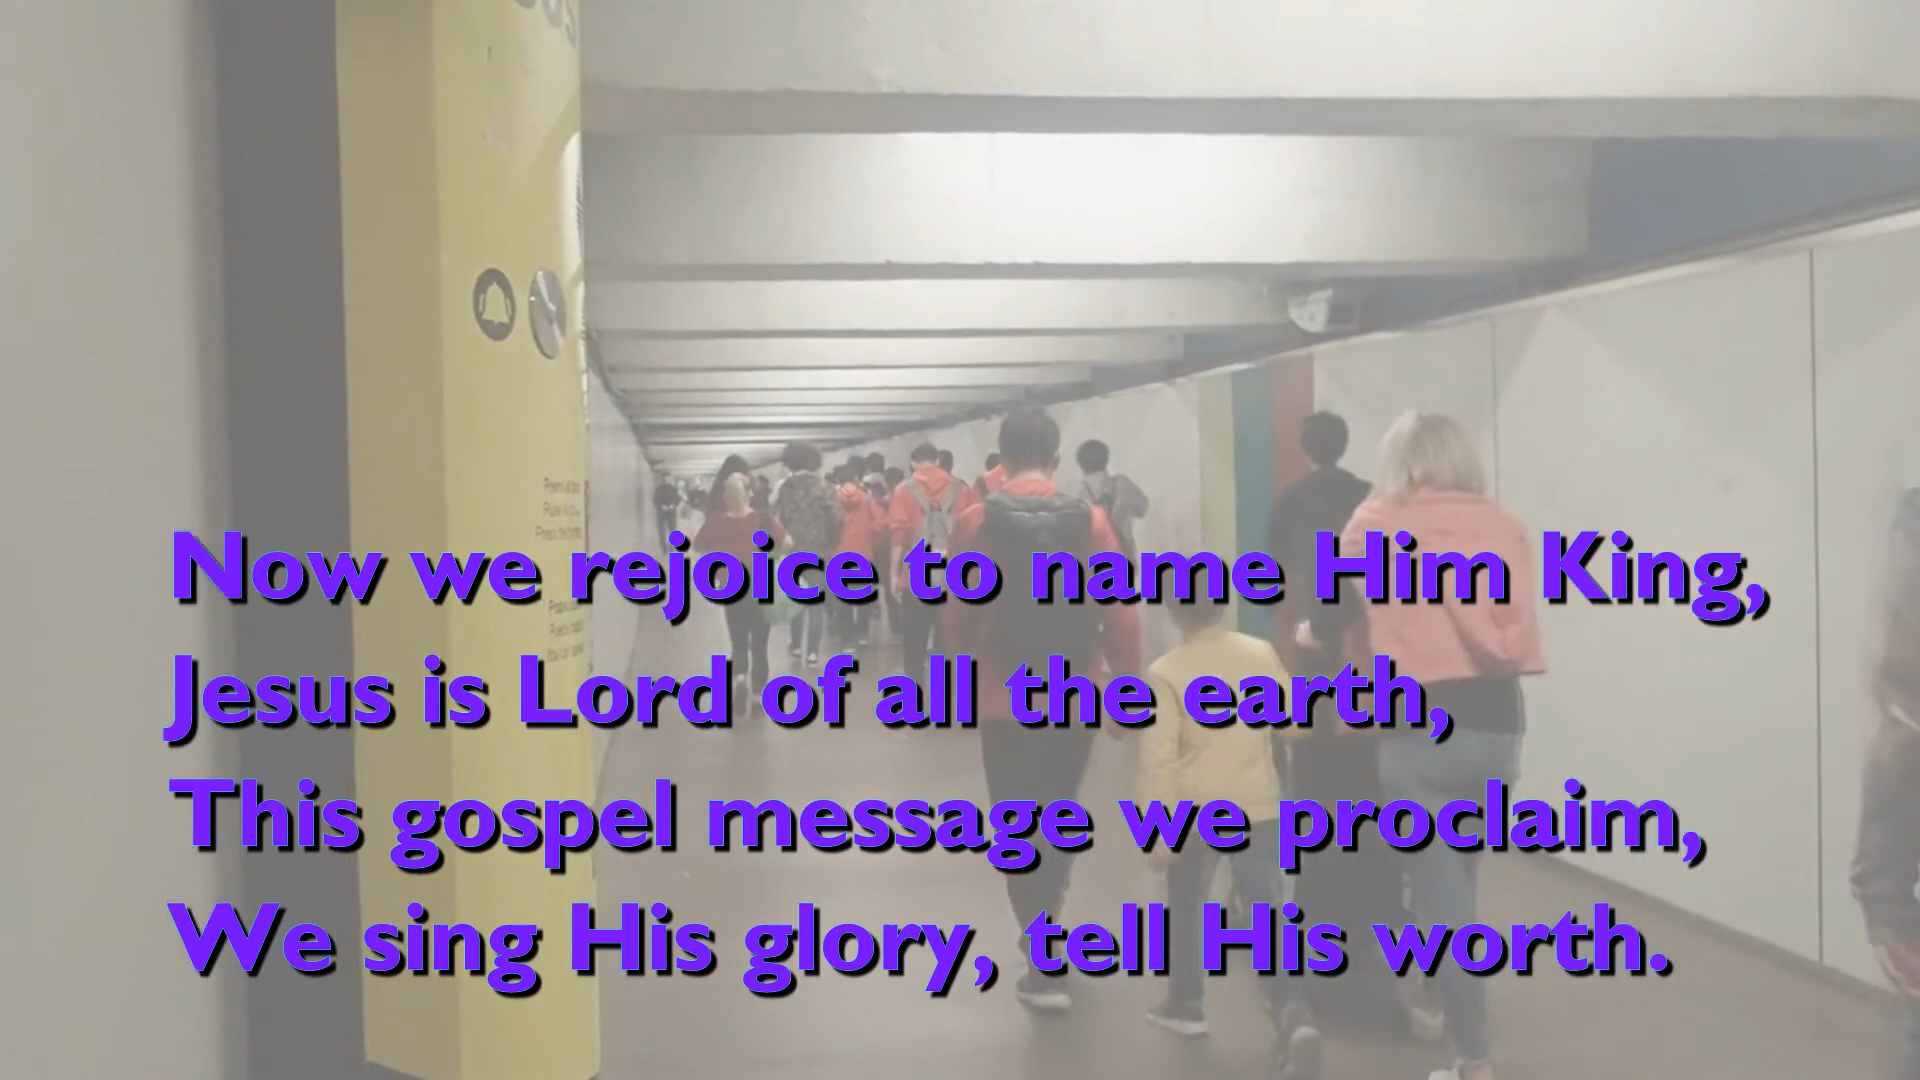 Now we rejoice to name Him King,
Jesus is Lord of all the earth,
This gospel message we proclaim,
We sing His glory, tell His worth.